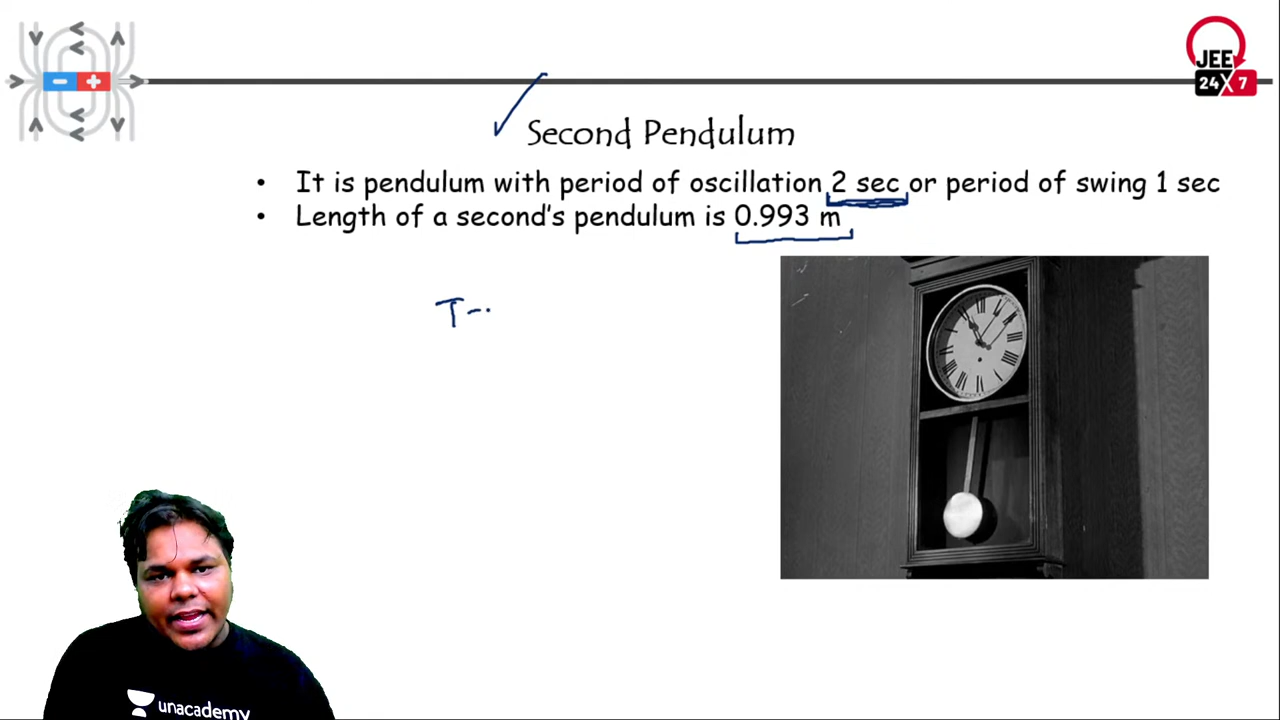 JEE
24X7
Second Pendulum
• It is pendulum with period of oscillation 2 sec or period of swing 1 sec
• Length of a second's pendulum is 0.993 m
T -
unacademy